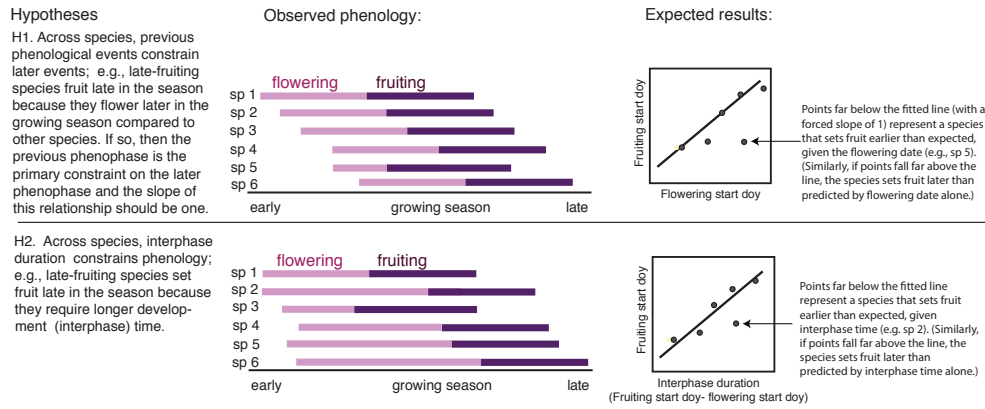 Hypotheses
Observed phenology:
Expected results:
H1. Across species, previous
phenological events constrain
later events; e.g., late-fruiting
species fruit late in the season
because they flower later in the
growing season compared to
other species. If so, then the
previous phenophase is the
primary constraint on the later
phenophase and the slope of
this relationship should be one.
flowering
fruiting
sp 1
sp 2
sp 3
sp 4
sp 5
sp 6
early
growing season
late
Fruiting start doy
Flowering start doy
Points far below the fitted line (with a
forced slope of 1) represent a species
that sets fruit earlier than expected,
given the flowering date (e.g., sp 5).
(Similarly, if points fall far above the
line, the species sets fruit later than
predicted by flowering date alone.)
H2. Across species, interphase
duration constrains phenology;
e.g., late-fruiting species set
fruit late in the season because
they require longer develop-
ment (interphase) time.
flowering
fruiting
sp 1
sp 2
sp 3
sp 4
sp 5
sp 6
early
growing season
late
Fruiting start doy
Interphase duration
(Fruiting start doy- flowering start doy)
Points far below the fitted line
represent a species that sets fruit
earlier than expected, given
interphase time (e.g. sp 2). (Similarly,
if points fall far above the line, the
species sets fruit later than
predicted by interphase time alone.)